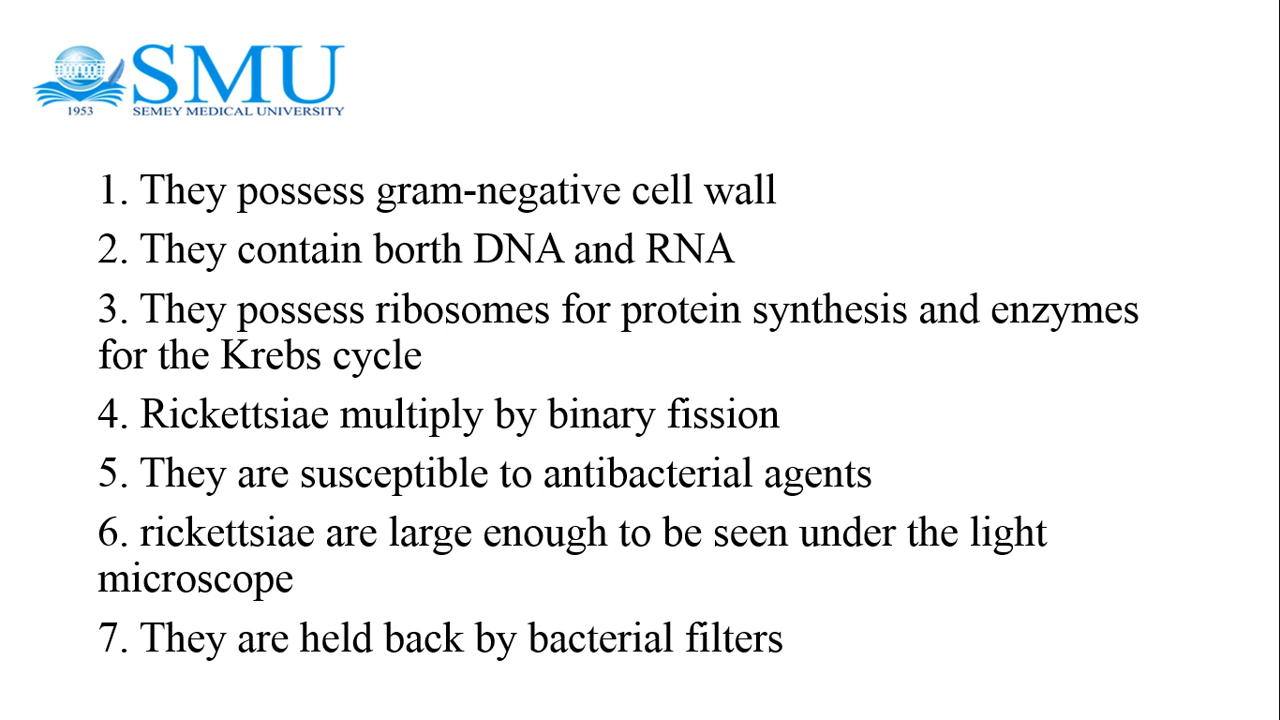 SMU
1953
SEMEY MEDICAL UNIVERSITY
1. They possess gram-negative cell wall
2. They contain borth DNA and RNA
3. They possess ribosomes for protein synthesis and enzymes
for the Krebs cycle
4. Rickettsiae multiply by binary fission
5. They are susceptible to antibacterial agents
6. rickettsiae are large enough to be seen under the light
microscope
7. They are held back by bacterial filters